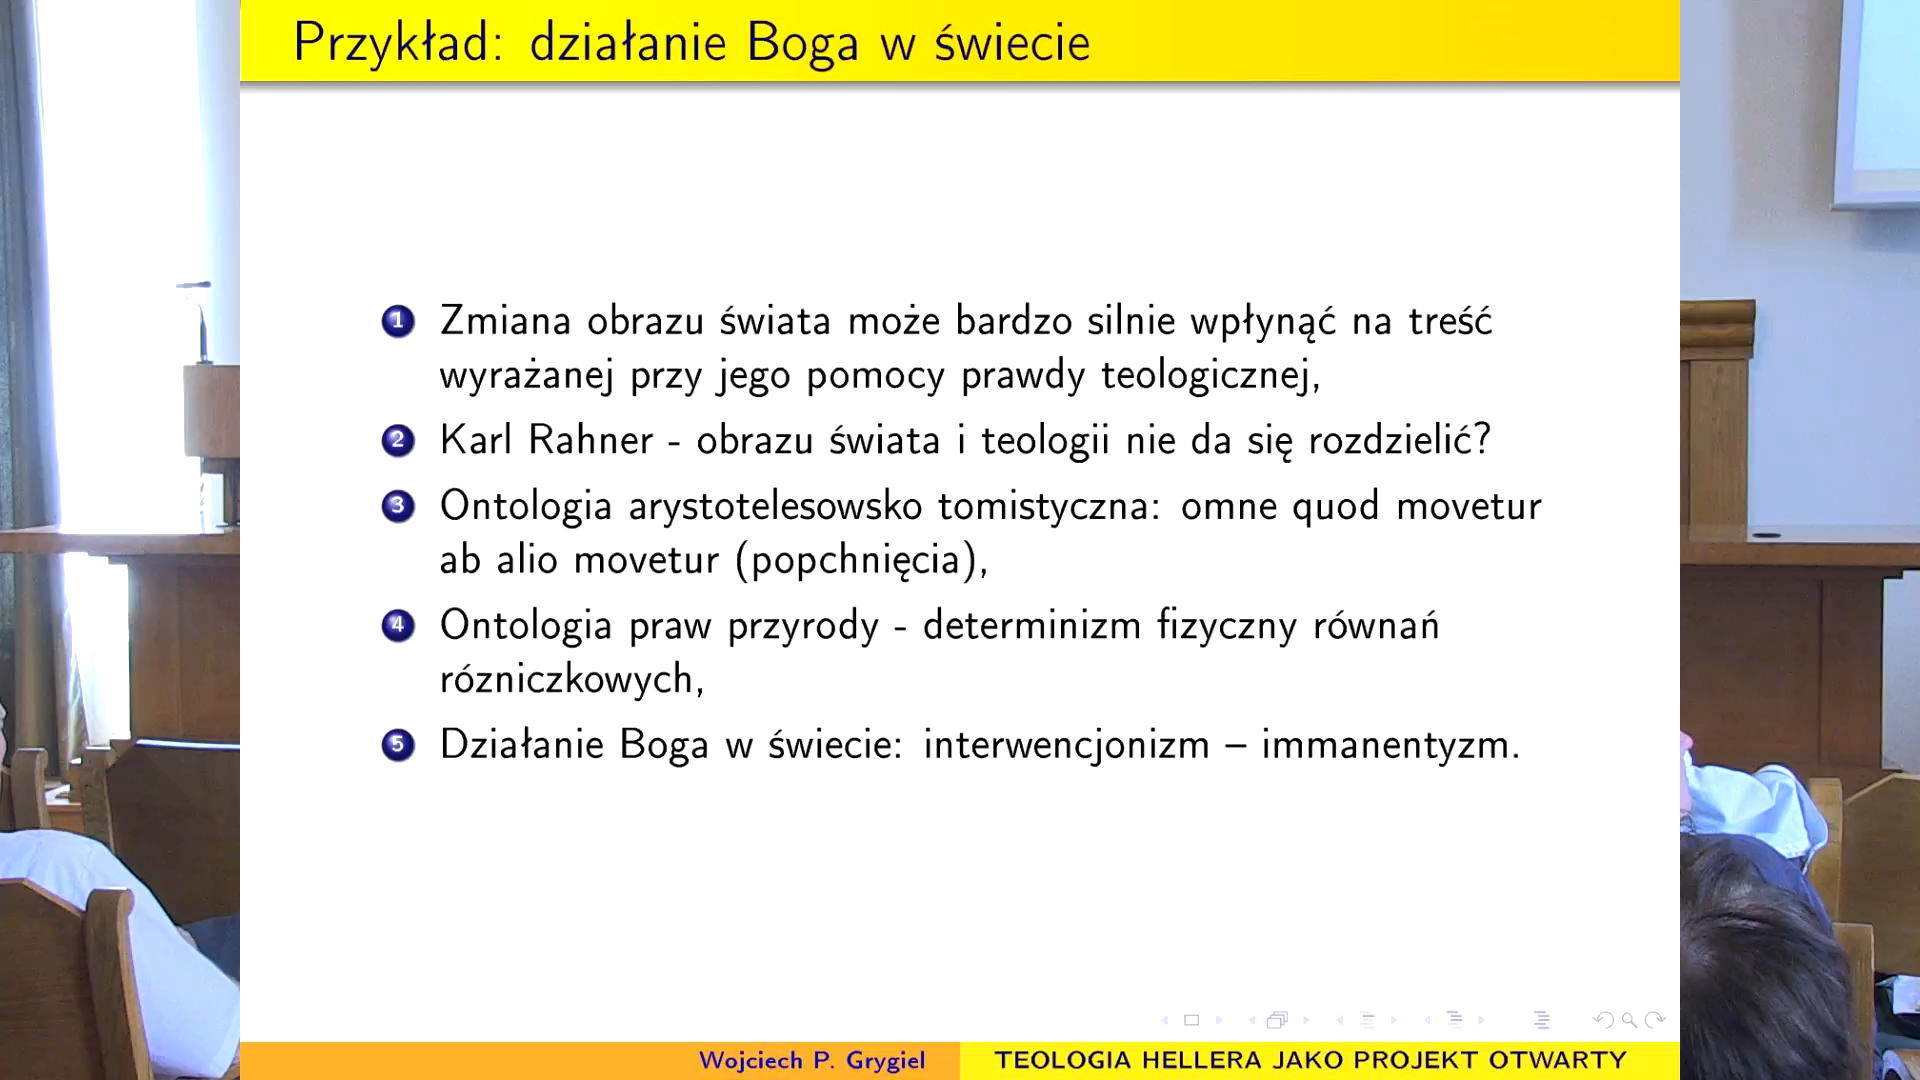 Przykład: działanie Boga w świecie
1 Zmiana obrazu świata może bardzo silnie wpłynąć na treść
wyrażanej przy jego pomocy prawdy teologicznej,
2 Karl Rahner - obrazu świata i teologii nie da się rozdzielić?
3 Ontologia arystotelesowsko tomistyczna: omne quod movetur
ab alio movetur (popchnięcia),
4 Ontologia praw przyrody - determinizm fizyczny równań
rózniczkowych,
5 Działanie Boga w świecie: interwencjonizm – immanentyzm.
Wojciech P. Grygiel
TEOLOGIA HELLERA JAKO PROJEKT OTWARTY